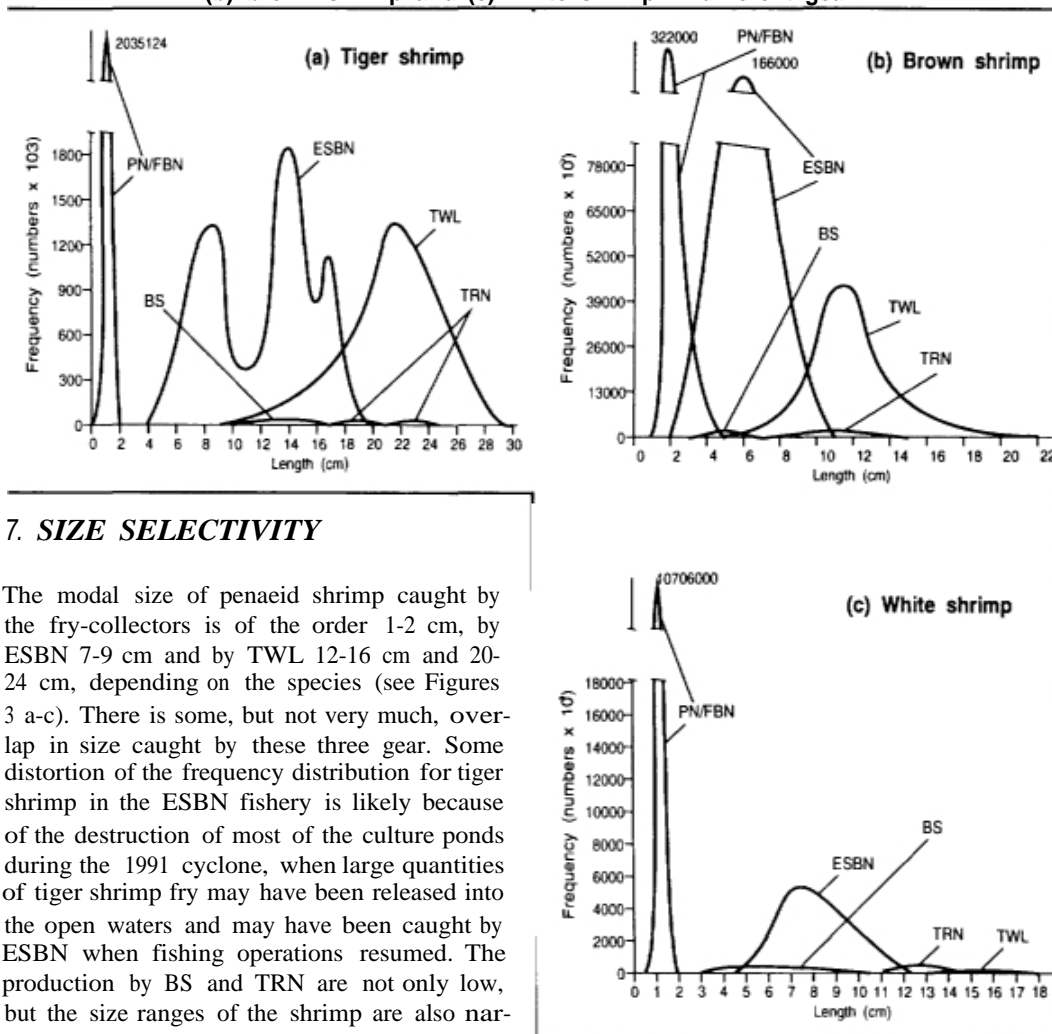 (a) Tiger shrimp
2035124
PN/FBN
ESBN
TWL
BS
TRN
Frequency (numbers x 103)
1800
1500
1200
900
600
300
0
0 2 4 6 8 10 12 14 16 18 20 22 24 26 28 30
Length (cm)
(b) Brown shrimp
322000
PN/FBN
166000
ESBN
BS
TWL
TRN
Frequency (numbers x 10³)
78000
65000
52000
39000
26000
13000
0
0 2 4 6 8 10 12 14 16 18 20 22
Length (cm)
7. SIZE SELECTIVITY
The modal size of penaeid shrimp caught by
the fry-collectors is of the order 1-2 cm, by
ESBN 7-9 cm and by TWL 12-16 cm and 20-
24 cm, depending on the species (see Figures
3 a-c). There is some, but not very much, over-
lap in size caught by these three gear. Some
distortion of the frequency distribution for tiger
shrimp in the ESBN fishery is likely because
of the destruction of most of the culture ponds
during the 1991 cyclone, when large quantities
of tiger shrimp fry may have been released into
the open waters and may have been caught by
ESBN when fishing operations resumed. The
production by BS and TRN are not only low,
but the size ranges of the shrimp are also nar-
(c) White shrimp
10706000
PN/FBN
BS
ESBN
TRN
TWL
Frequency (numbers x 10³)
18000
16000
14000
12000
10000
8000
6000
4000
2000
0
0 1 2 3 4 5 6 7 8 9 10 11 12 13 14 15 16 17 18
Length (cm)